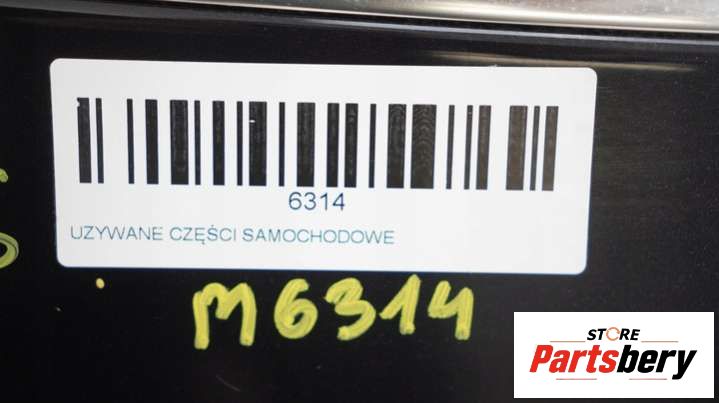 6314
UZYWANE CZĘŚCI SAMOCHODOWE
M6314
STORE
Partsbery